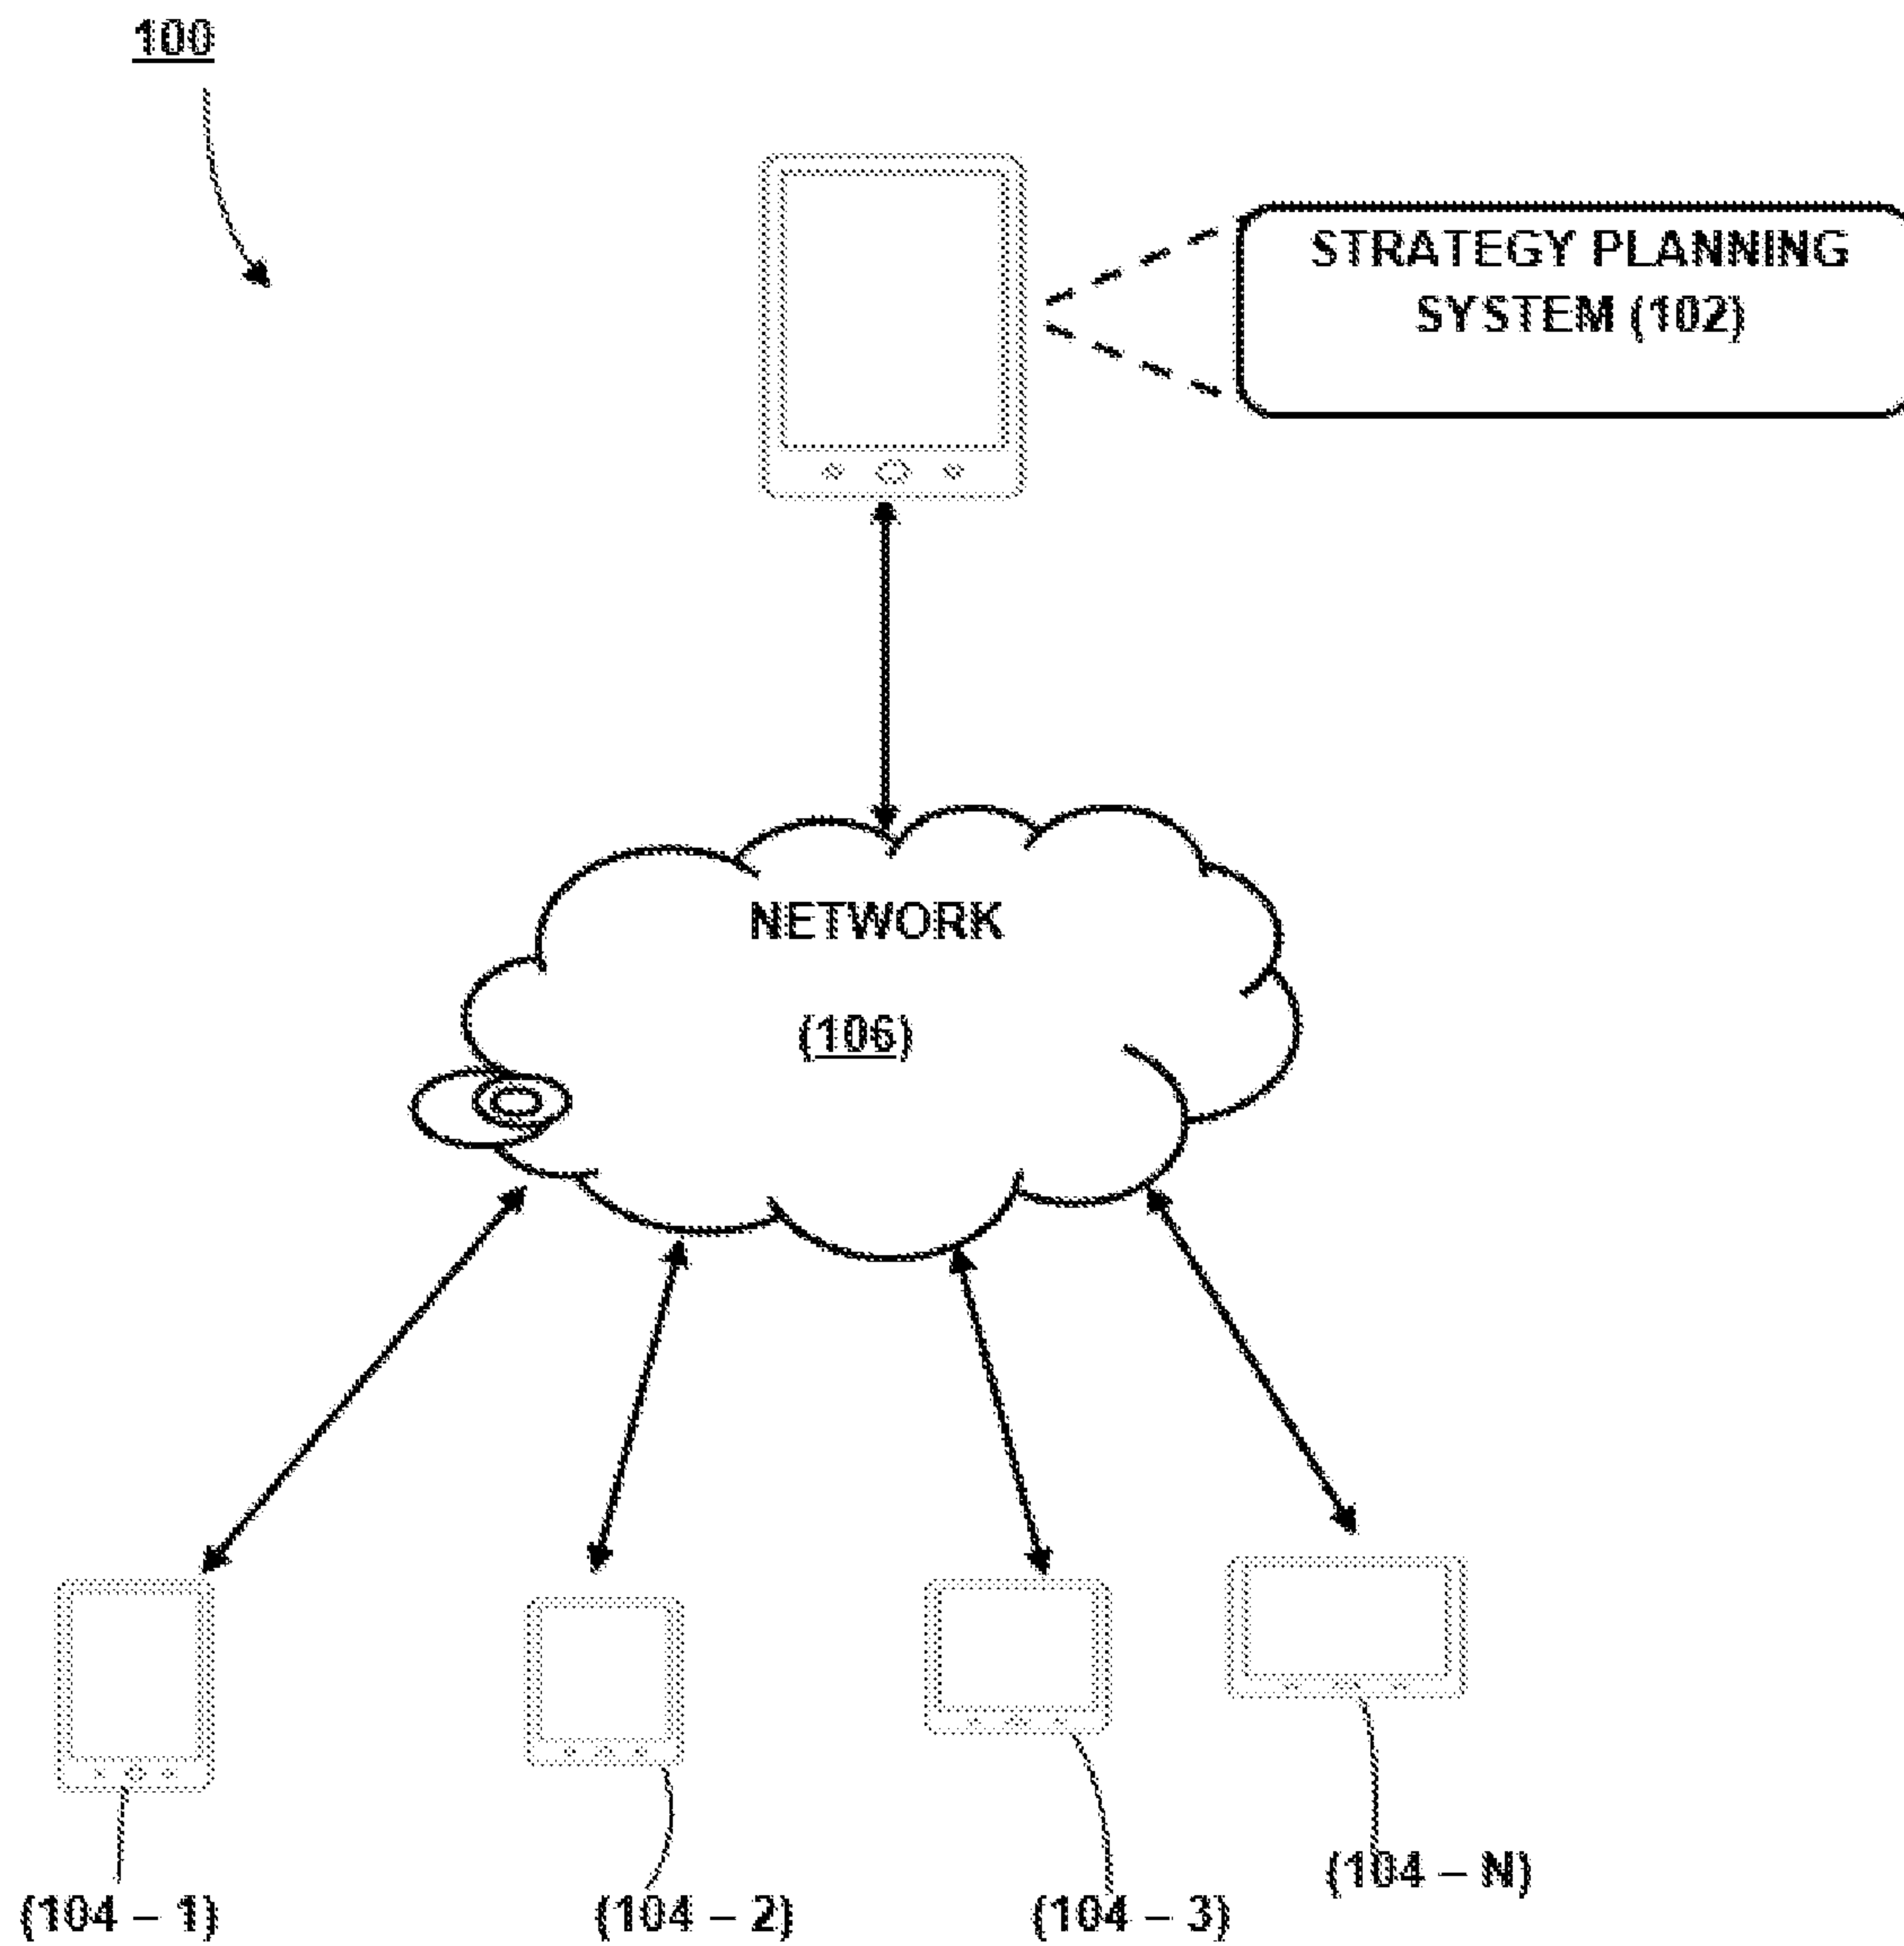 100
STRATEGY PLANNING
SYSTEM (102)
NETWORK
(106)
(104 – 1)
(104 – 2)
(104 – 3)
(104 – N)